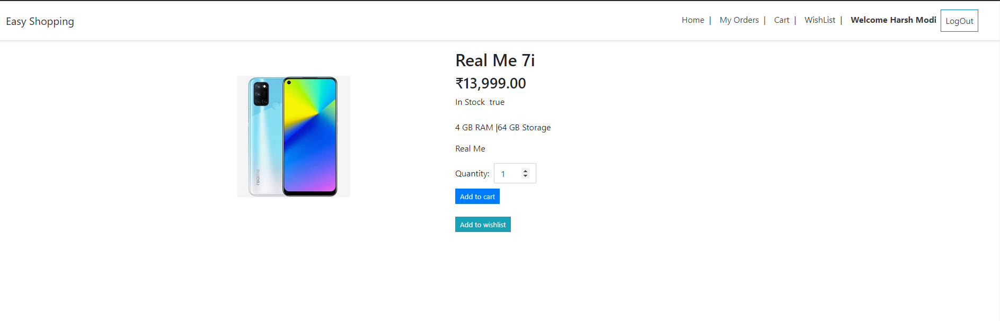 Easy Shopping
Home | My Orders | Cart | WishList | Welcome Harsh Modi LogOut
Real Me 7i
₹13,999.00
In Stock true
4 GB RAM |64 GB Storage
Real Me
Quantity: 1
Add to cart
Add to wishlist
realme